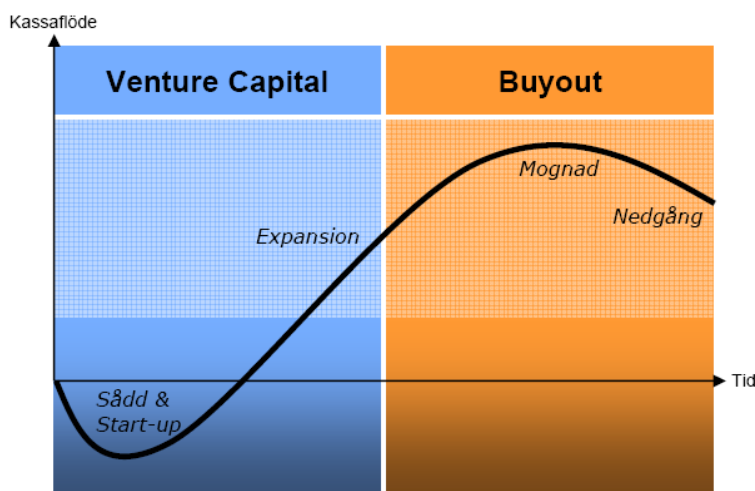 Kassaflöde
Venture Capital
Buyout
Mognad
Nedgång
Expansion
Tid
Sådd &
Start-up